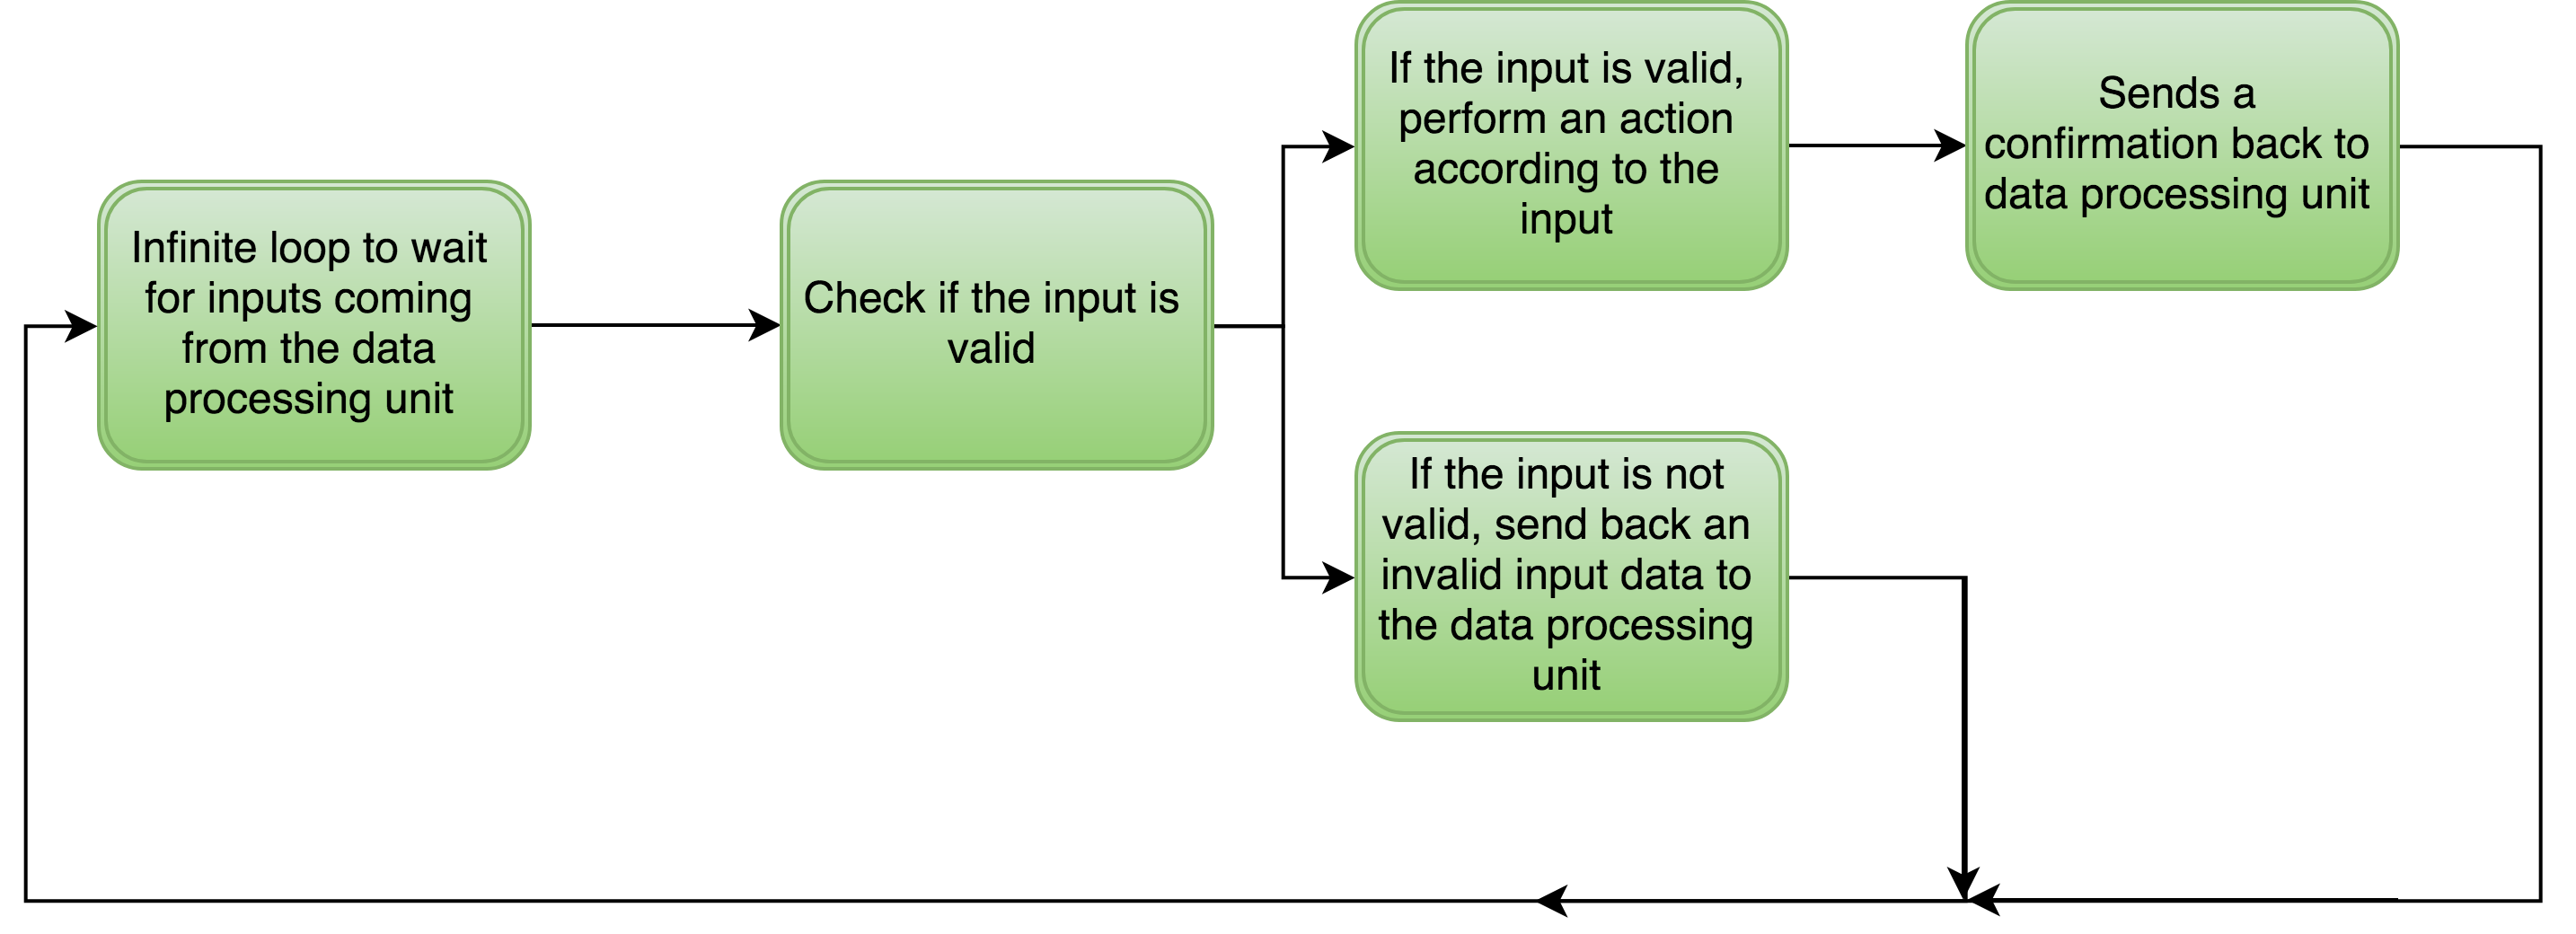 Infinite loop to wait
for inputs coming
from the data
processing unit
Check if the input is
valid
If the input is valid,
perform an action
according to the
input
Sends a
confirmation back to
data processing unit
If the input is not
valid, send back an
invalid input data to
the data processing
unit